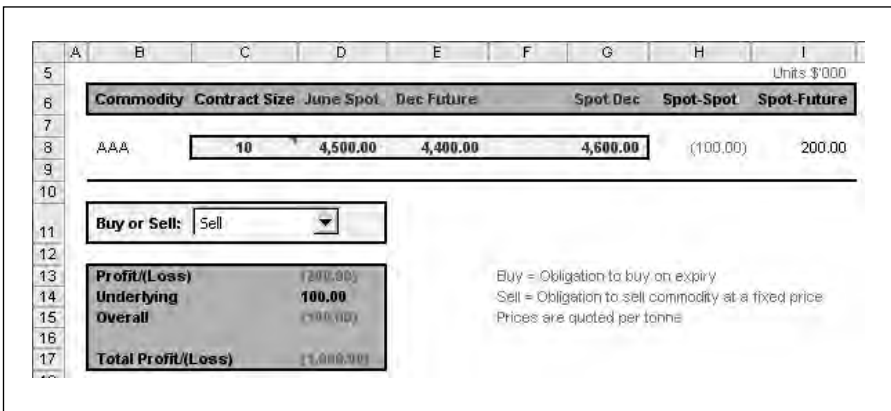 A B C D E F G H I
5 Units $'000
6 Commodity Contract Size June Spot Dec Future Spot Dec Spot-Spot Spot-Future
7
8 AAA 10 4,500.00 4,400.00 4,600.00 (100.00) 200.00
9
10
11 Buy or Sell: Sell
12
13 Profit/(Loss) (200.00) Buy = Obligation to buy on expiry
14 Underlying 100.00 Sell = Obligation to sell commodity at a fixed price
15 Overall (100.00) Prices are quoted per tonne
16
17 Total Profit/(Loss) (1,000.00)